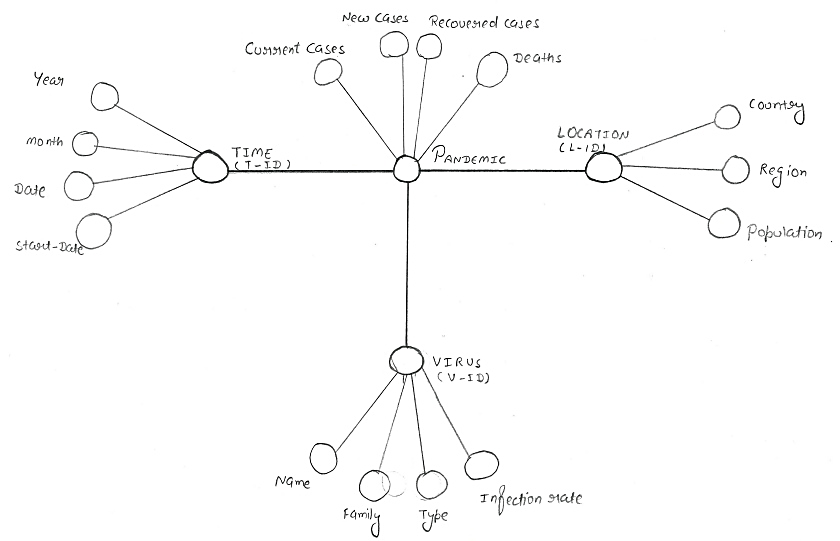 New Cases
Recovered cases
Current Cases
Deaths
Year
Month
Date
Start-Date
TIME
(T-ID)
PANDEMIC
LOCATION
(L-ID)
Country
Region
Population
VIRUS
(V-ID)
Name
Family
Type
Infection rate